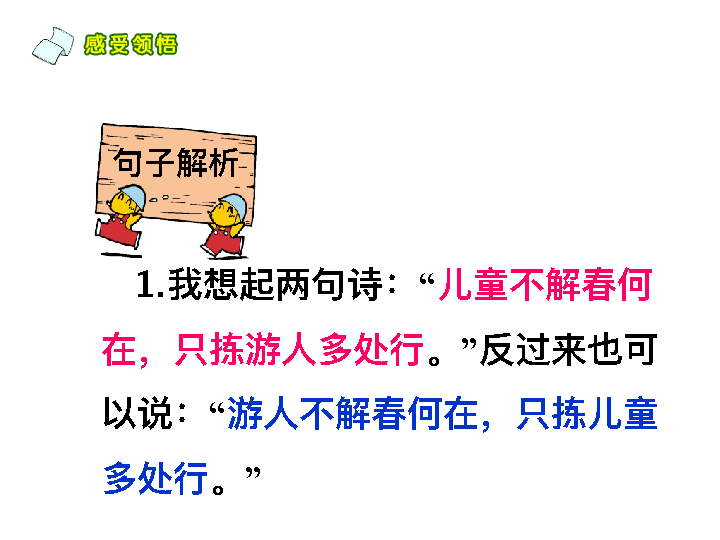 感受领悟
句子解析
1.我想起两句诗：“儿童不解春何
在，只拣游人多处行。”反过来也可
以说：“游人不解春何在，只拣儿童
多处行。”